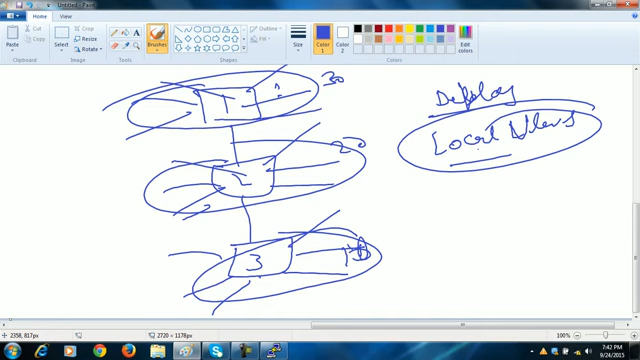 Untitled - Paint
Home View
Paste
Cut
Copy
Select
Crop
Resize
Rotate
Brushes
Outline
Fill
Size
Color 1
Color 2
Edit colors
Clipboard
Image
Tools
Shapes
Colors
30
1
Deploy
Local
20
2
3
2358, 817px
2720 × 1178px
100%
7:42 PM
9/24/2015